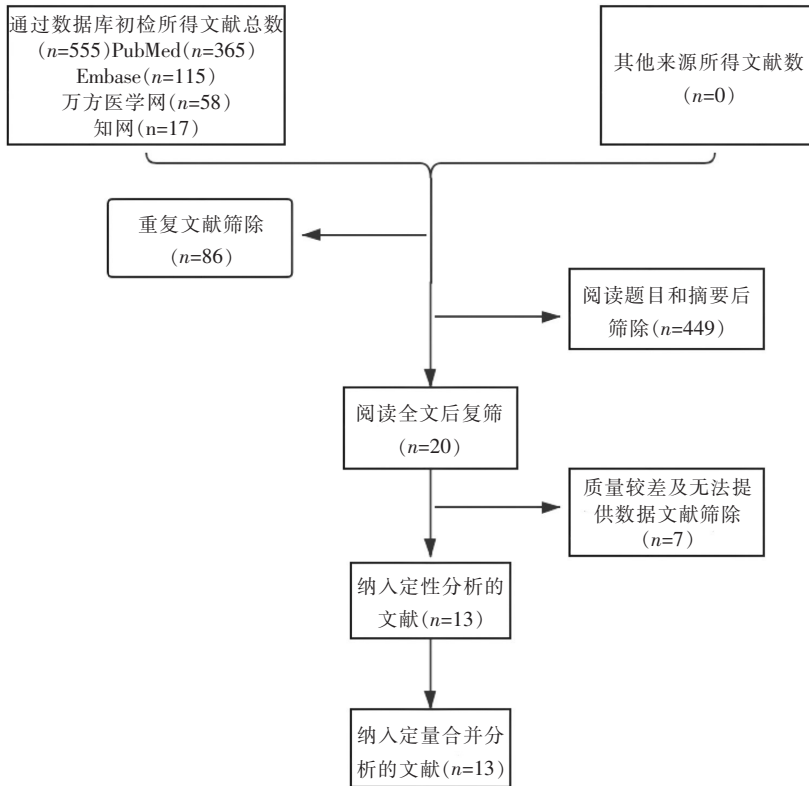 通过数据库初检所得文献总数
(n=555)PubMed(n=365)
Embase(n=115)
万方医学网(n=58)
知网(n=17)
其他来源所得文献数
(n=0)
重复文献筛除
(n=86)
阅读题目和摘要后
筛除(n=449)
阅读全文后复筛
(n=20)
质量较差及无法提
供数据文献筛除
(n=7)
纳入定性分析的
文献(n=13)
纳入定量合并分
析的文献(n=13)